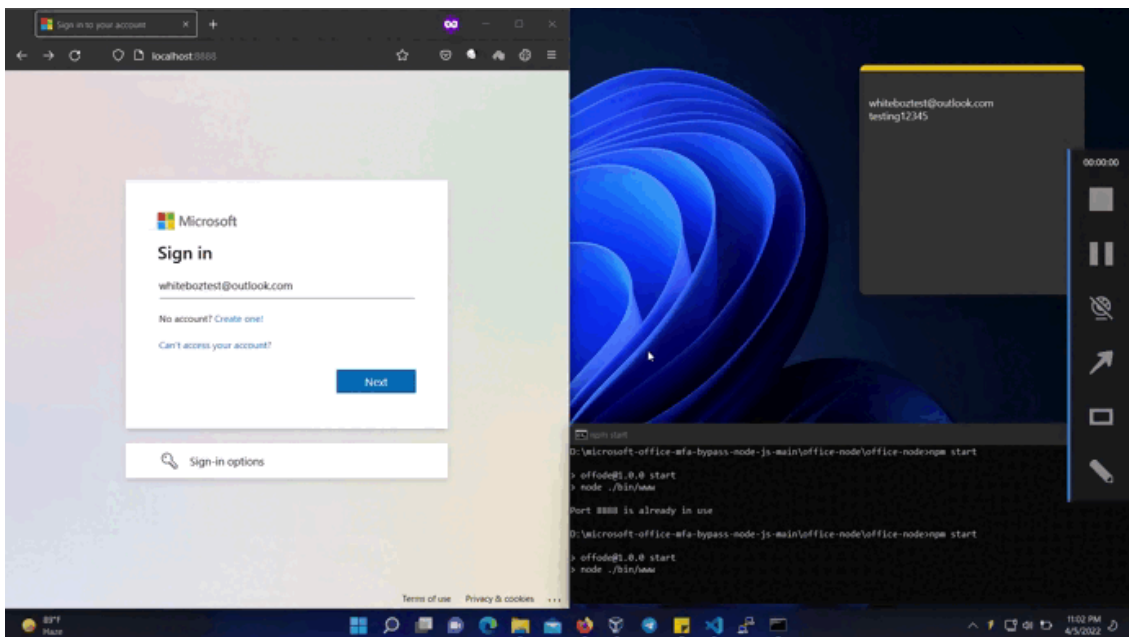 Sign in to your account
localhost:8888
Microsoft
Sign in
whiteboztest@outlook.com
No account? Create one!
Can't access your account?
Next
Sign-in options
Terms of use Privacy & cookies ...
whiteboztest@outlook.com
testing12345
00:00:00
npm start
D:\microsoft-office-mfa-bypass-node-js-main\office-node\office-node>npm start
> offode@1.0.0 start
> node ./bin/www
Port 8888 is already in use
D:\microsoft-office-mfa-bypass-node-js-main\office-node\office-node>npm start
> offode@1.0.0 start
> node ./bin/www
89°F
Haze
11:02 PM
4/5/2022